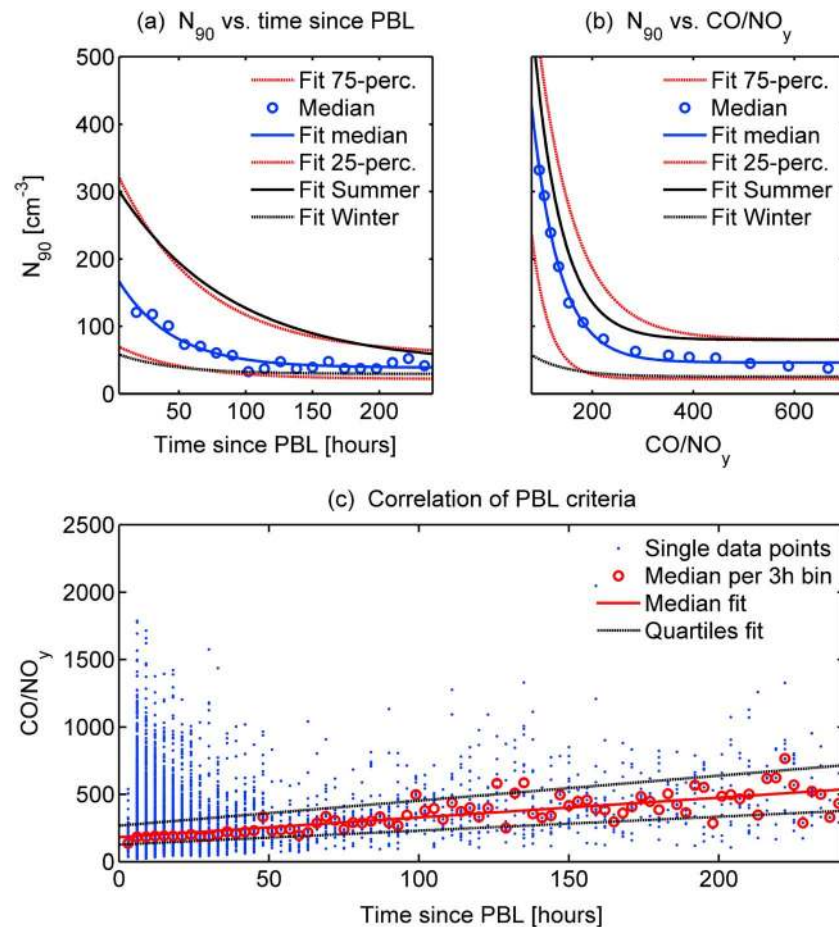 (a) N₉₀ vs. time since PBL
(b) N₉₀ vs. CO/NOᵧ
500
400
300
200
100
0
N₉₀ [cm⁻³]
Fit 75-perc.
Median
Fit median
Fit 25-perc.
Fit Summer
Fit Winter
50 100 150 200
Time since PBL [hours]
Fit 75-perc.
Median
Fit median
Fit 25-perc.
Fit Summer
Fit Winter
200 400 600
CO/NOᵧ
(c) Correlation of PBL criteria
2500
2000
1500
1000
500
0
CO/NOᵧ
Single data points
Median per 3h bin
Median fit
Quartiles fit
0 50 100 150 200
Time since PBL [hours]